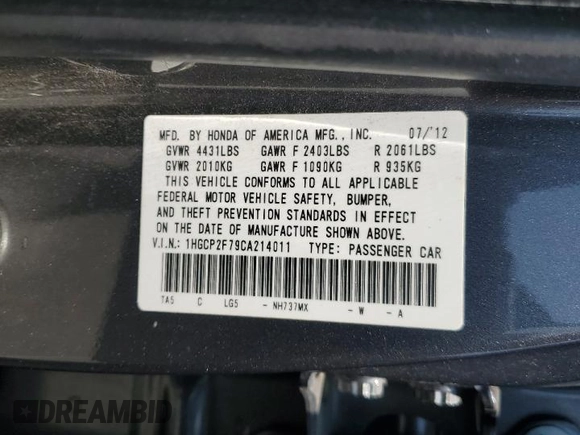 MFD. BY HONDA OF AMERICA MFG., INC. 07/'12
GVWR 4431LBS GAWR F 2403LBS R 2061LBS
GVWR 2010KG GAWR F 1090KG R 935KG
THIS VEHICLE CONFORMS TO ALL APPLICABLE
FEDERAL MOTOR VEHICLE SAFETY, BUMPER,
AND THEFT PREVENTION STANDARDS IN EFFECT
ON THE DATE OF MANUFACTURE SHOWN ABOVE.
V.I.N.: 1HGCP2F79CA214011 TYPE: PASSENGER CAR
TA5 C LG5 - NH737MX - W - A
DREAMBID